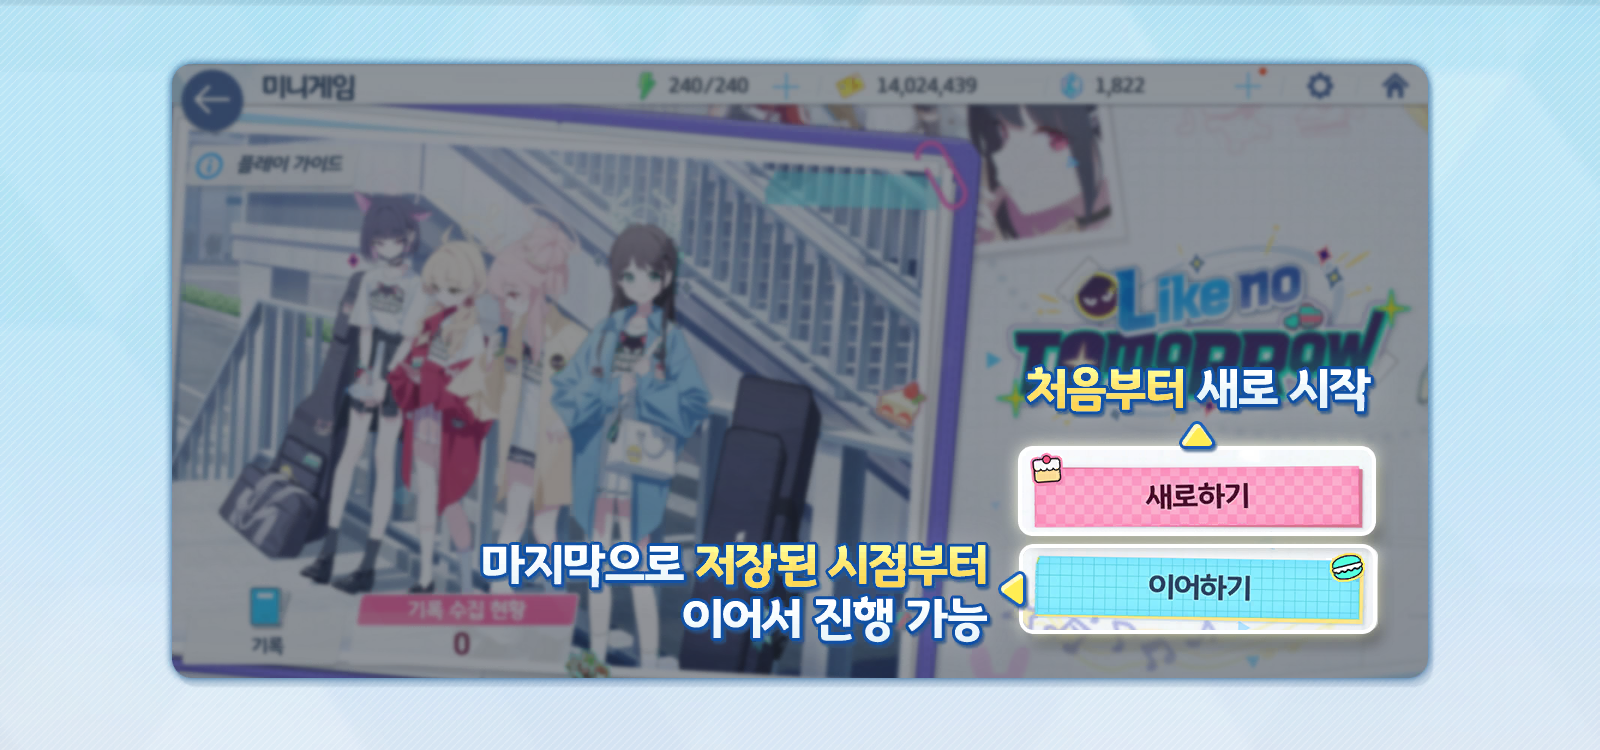 미니게임
240/240
14,024,439
1,822
플레이 가이드
Like no
TOMORROW
처음부터 새로 시작
새로하기
마지막으로 저장된 시점부터
이어서 진행 가능
이어하기
기록
기록 수집 현황
0